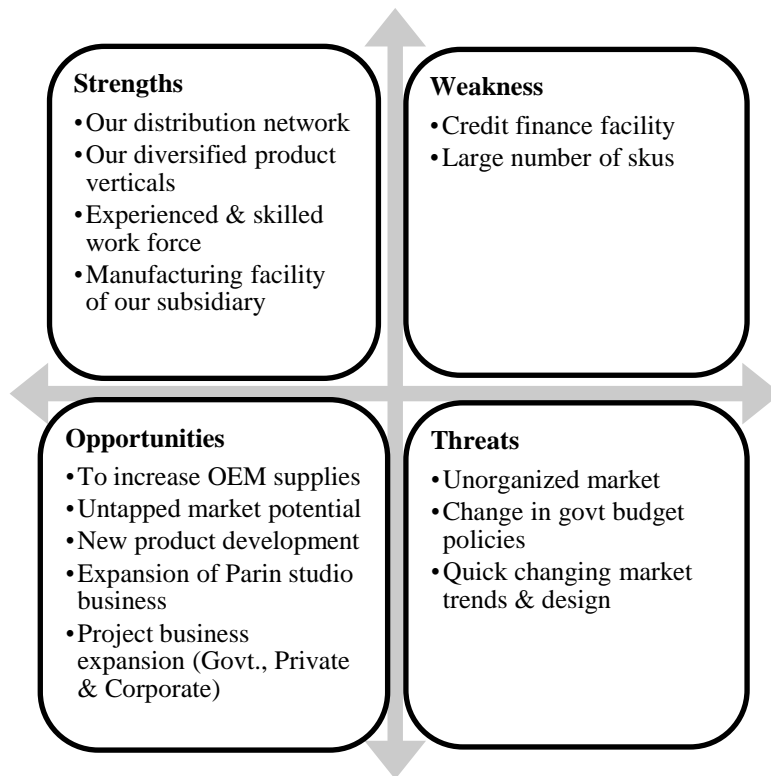 Strengths
•Our distribution network
•Our diversified product
verticals
•Experienced & skilled
work force
•Manufacturing facility
of our subsidiary
Weakness
•Credit finance facility
•Large number of skus
Opportunities
•To increase OEM supplies
•Untapped market potential
•New product development
•Expansion of Parin studio
business
•Project business
expansion (Govt., Private
& Corporate)
Threats
•Unorganized market
•Change in govt budget
policies
•Quick changing market
trends & design